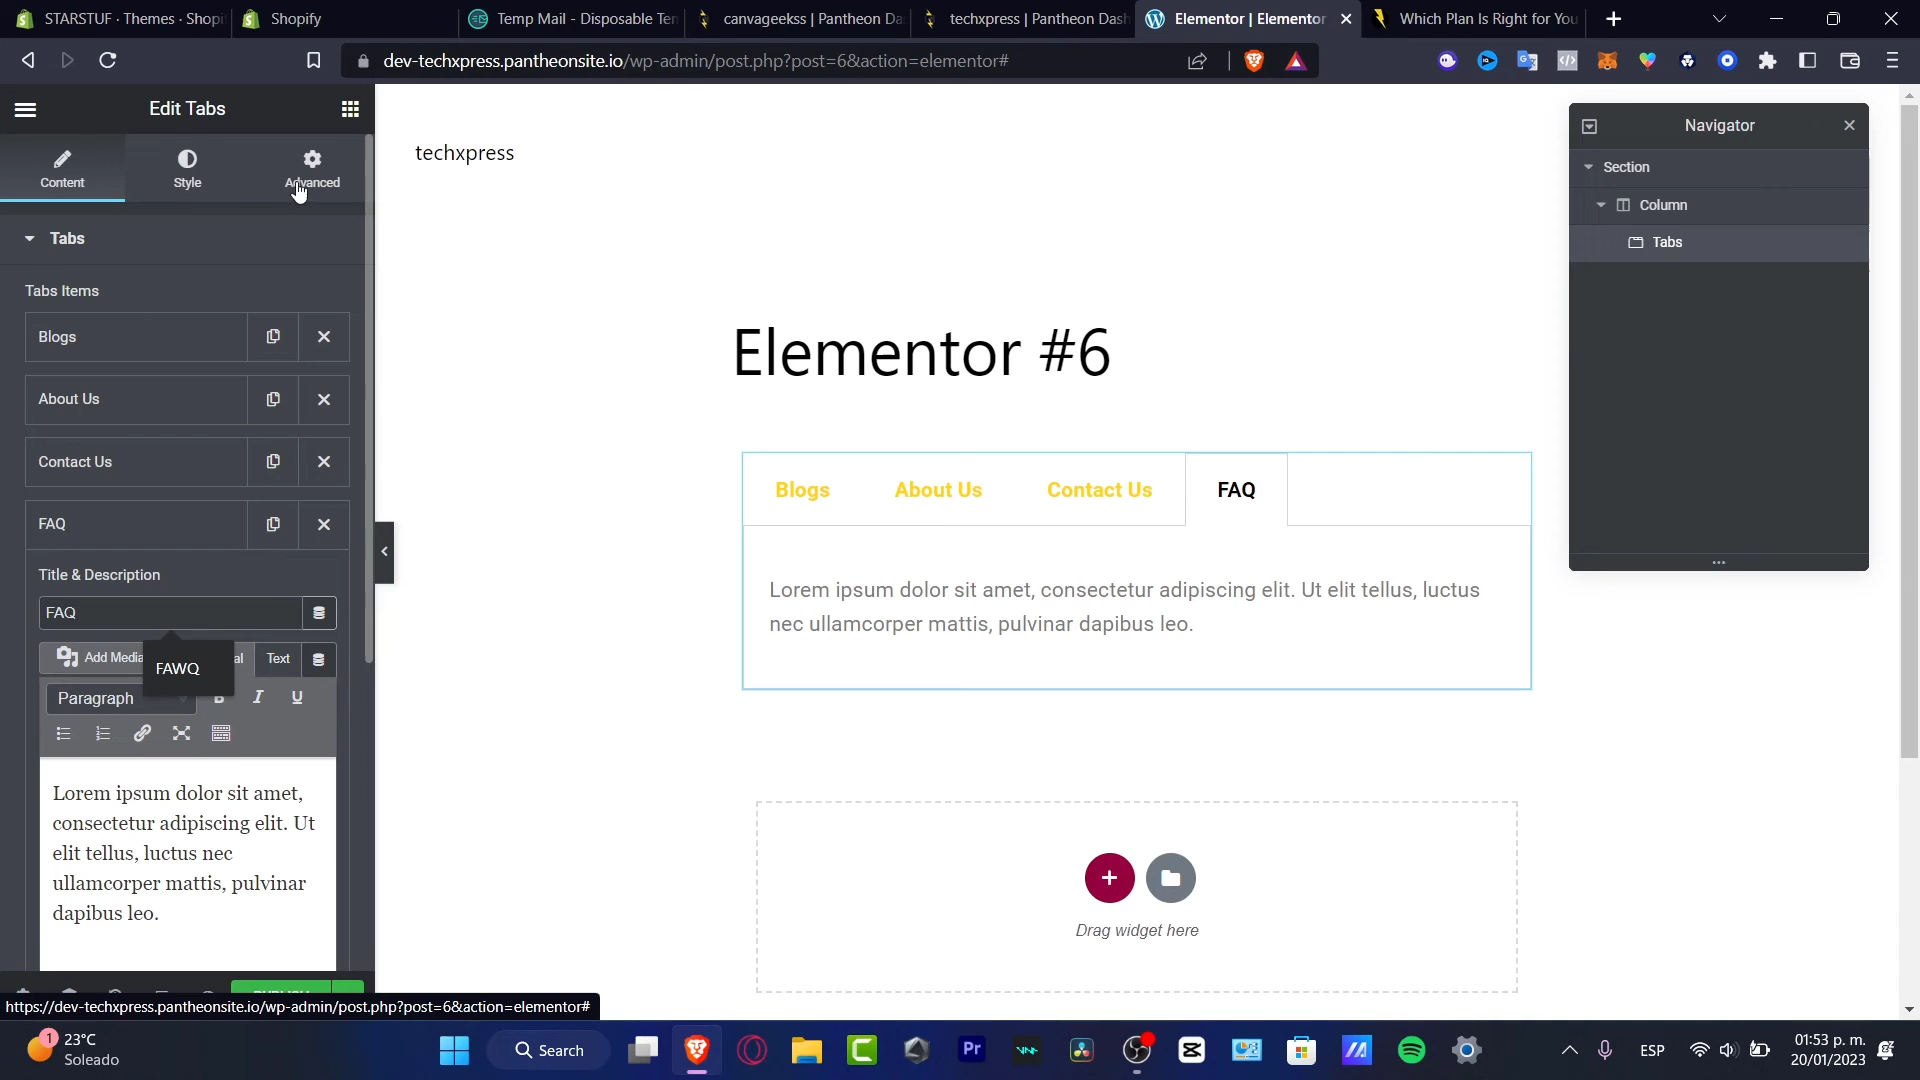 STARSTUF · Themes · Shopi
Shopify
Temp Mail - Disposable Ten
canvageekss | Pantheon Da
techxpress | Pantheon Dash
Elementor | Elementor
Which Plan Is Right for You
dev-techxpress.pantheonsite.io/wp-admin/post.php?post=6&action=elementor#
Edit Tabs
Content
Style
Advanced
Tabs
Tabs Items
Blogs
About Us
Contact Us
FAQ
Title & Description
FAQ
Add Media
al
Text
FAWQ
Paragraph
B I U
Lorem ipsum dolor sit amet,
consectetur adipiscing elit. Ut
elit tellus, luctus nec
ullamcorper mattis, pulvinar
dapibus leo.
techxpress
Elementor #6
Blogs
About Us
Contact Us
FAQ
Lorem ipsum dolor sit amet, consectetur adipiscing elit. Ut elit tellus, luctus
nec ullamcorper mattis, pulvinar dapibus leo.
Drag widget here
Navigator
Section
Column
Tabs
https://dev-techxpress.pantheonsite.io/wp-admin/post.php?post=6&action=elementor#
1
23°C
Soleado
Search
Pr
ESP
01:53 p. m.
20/01/2023